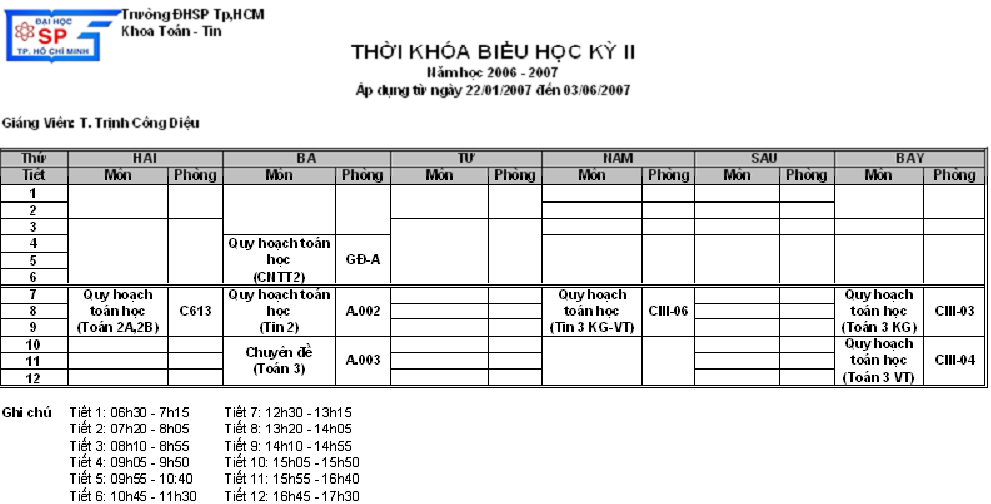 ĐẠI HỌC
SP
TP. HỒ CHÍ MINH
Trường ĐHSP Tp,HCM
Khoa Toán - Tin
THỜI KHÓA BIỂU HỌC KỲ II
Năm học 2006 - 2007
Áp dụng từ ngày 22/01/2007 đến 03/06/2007
Giảng Viên: T. Trịnh Công Diệu
Thứ HAI BA TƯ NAM SAU BAY
Tiết Môn Phòng Môn Phòng Môn Phòng Môn Phòng Môn Phòng Môn Phòng
1
2
3
4 Quy hoạch toán
5 học GĐ-A
6 (CNTT2)
7 Quy hoạch Quy hoạch toán Quy hoạch Quy hoạch
8 toán học C613 học A.002 toán học CIII-06 toán học CIII-03
9 (Toán 2A,2B) (Tin 2) (Tin 3 KG-VT) (Toán 3 KG)
10 Quy hoạch
11 Chuyên đề A.003 toán học CIII-04
12 (Toán 3) (Toán 3 VT)
Ghi chú Tiết 1: 06h30 - 7h15 Tiết 7: 12h30 - 13h15
Tiết 2: 07h20 - 8h05 Tiết 8: 13h20 - 14h05
Tiết 3: 08h10 - 8h55 Tiết 9: 14h10 - 14h55
Tiết 4: 09h05 - 9h50 Tiết 10: 15h05 -15h50
Tiết 5: 09h55 - 10:40 Tiết 11: 15h55 -16h40
Tiết 6: 10h45 - 11h30 Tiết 12: 16h45 -17h30